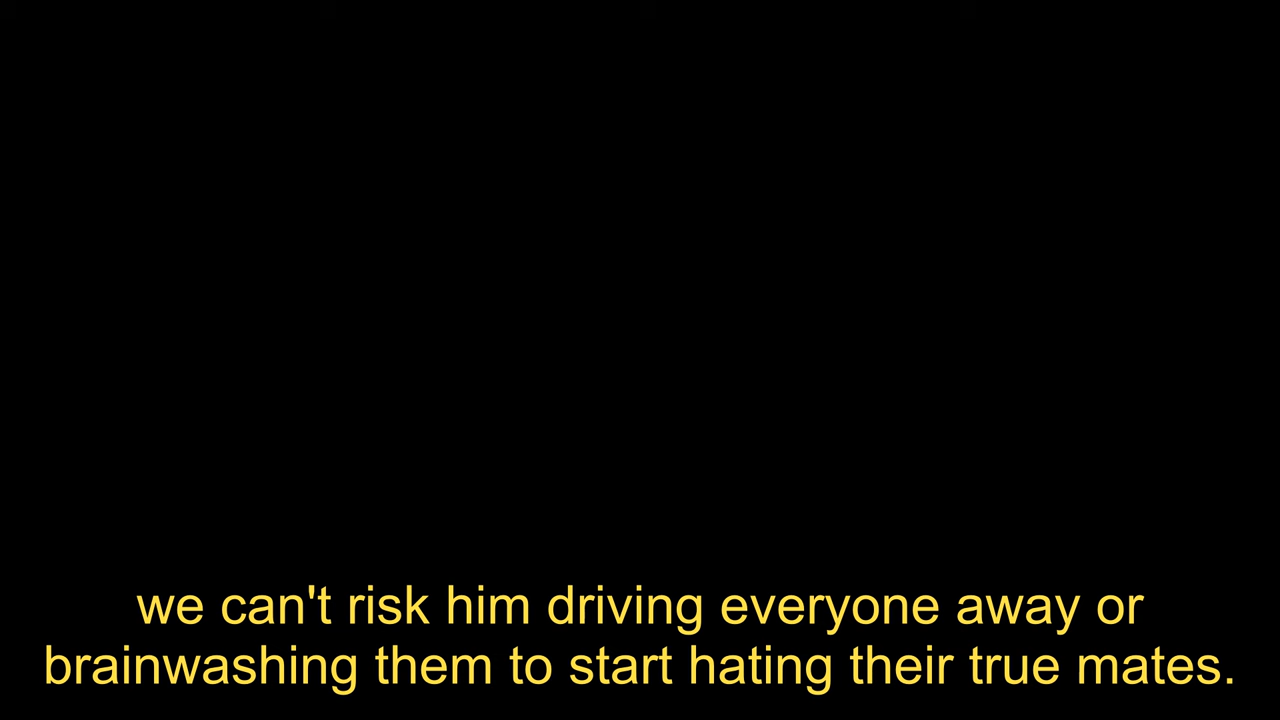 we can't risk him driving everyone away or
brainwashing them to start hating their true mates.